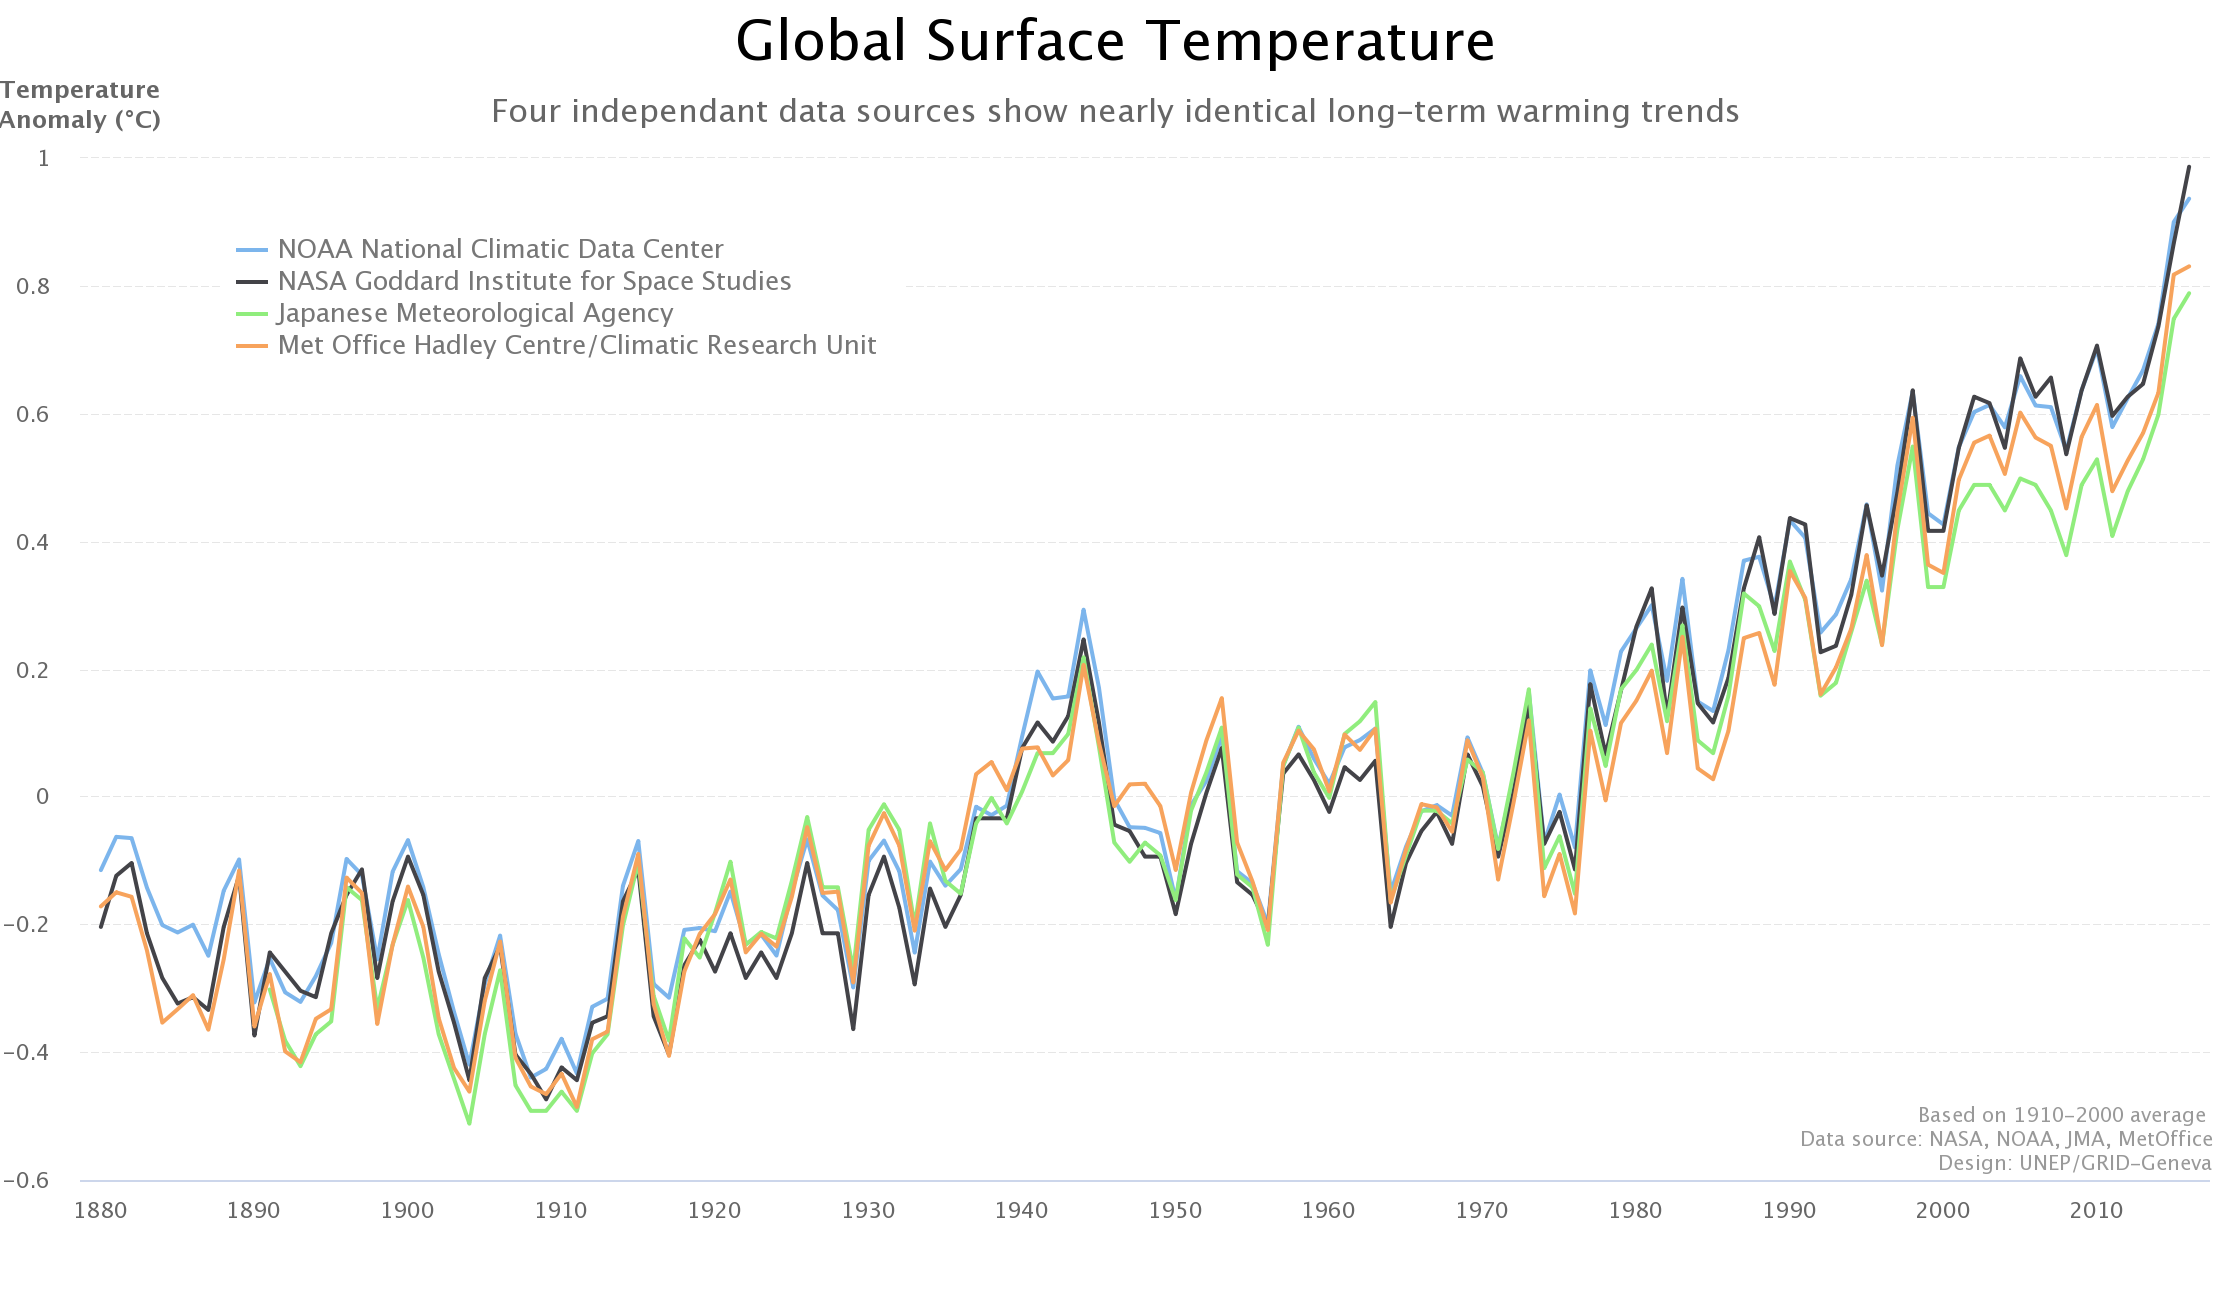 Global Surface Temperature
Temperature
Anomaly (°C)
Four independant data sources show nearly identical long-term warming trends
1
NOAA National Climatic Data Center
NASA Goddard Institute for Space Studies
Japanese Meteorological Agency
Met Office Hadley Centre/Climatic Research Unit
0.8
0.6
0.4
0.2
0
-0.2
-0.4
-0.6
Based on 1910-2000 average
Data source: NASA, NOAA, JMA, MetOffice
Design: UNEP/GRID-Geneva
1880 1890 1900 1910 1920 1930 1940 1950 1960 1970 1980 1990 2000 2010